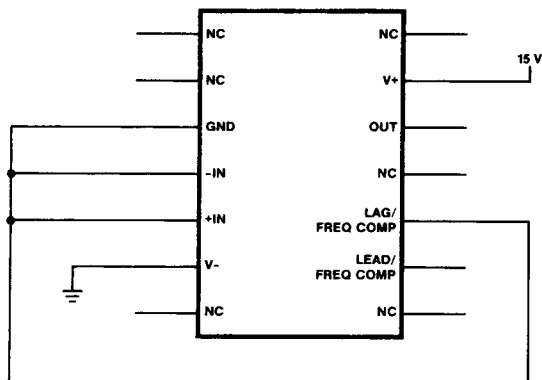 NC
NC
GND
-IN
+IN
V-
NC
NC
V+
15 V
OUT
NC
LAG/
FREQ COMP
LEAD/
FREQ COMP
NC